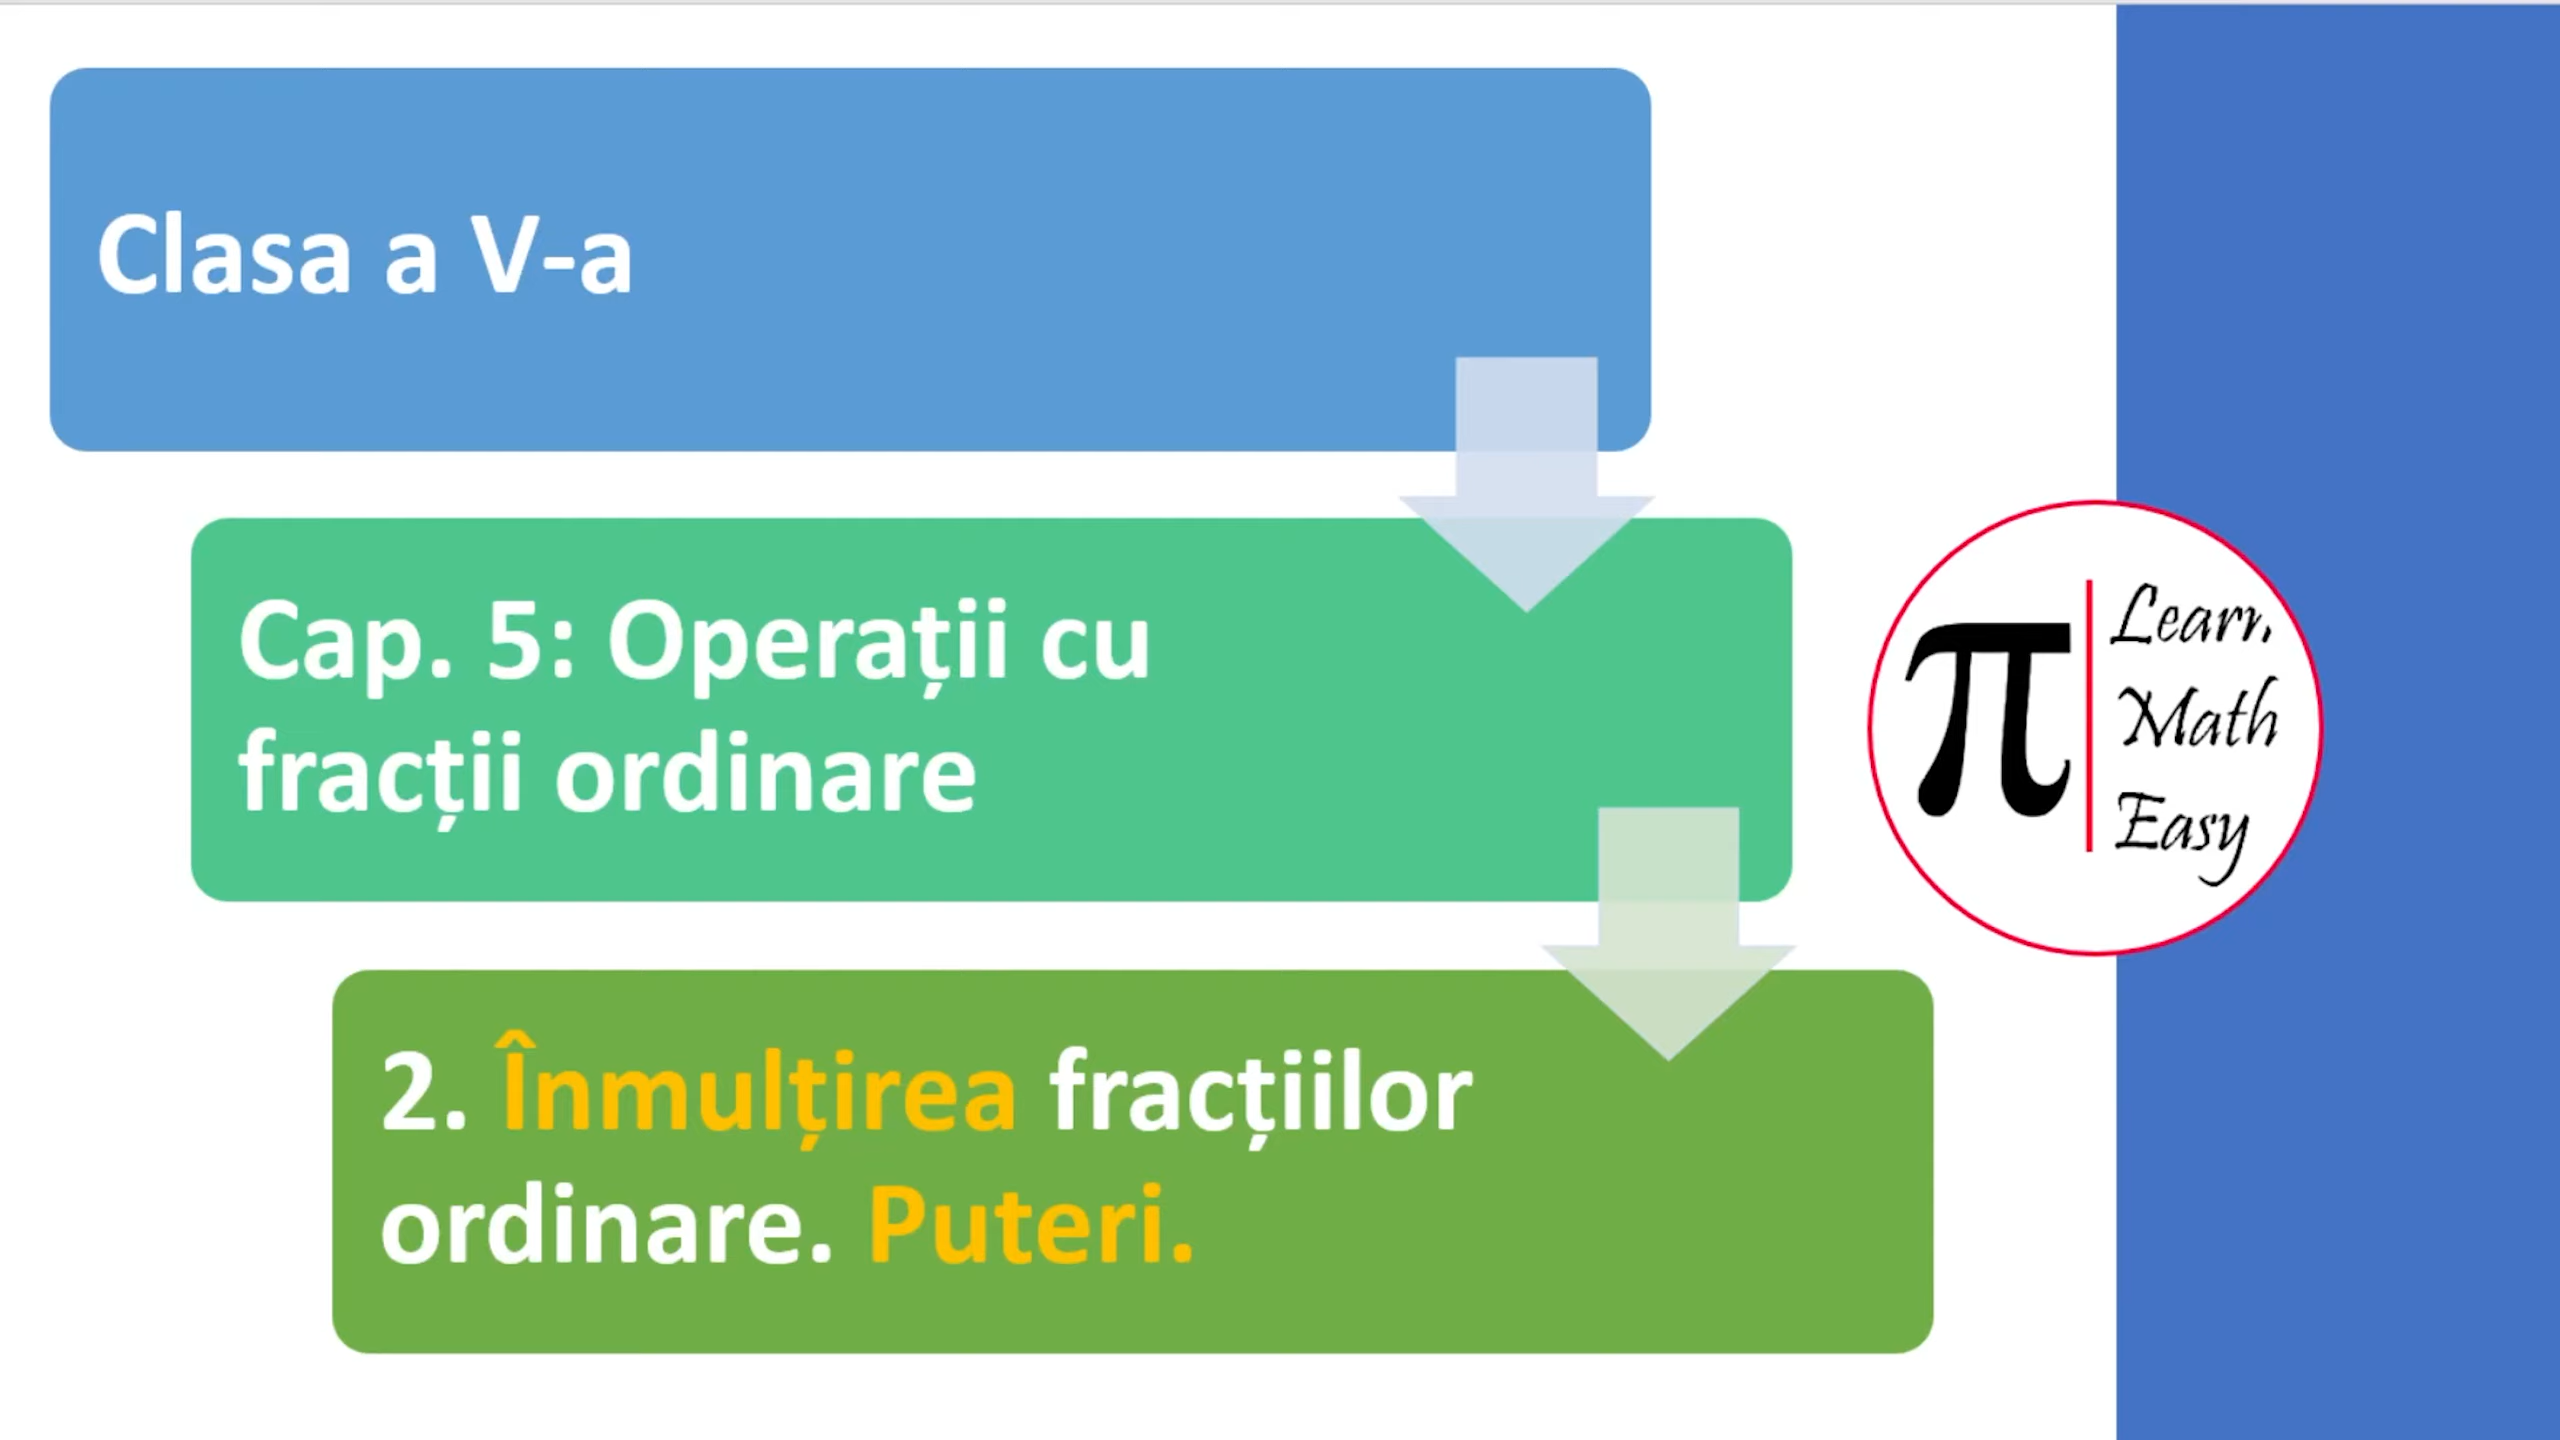 Clasa a V-a
Cap. 5: Operații cu
fracții ordinare
π
Learn
Math
Easy
2. Înmulțirea fracțiilor
ordinare. Puteri.